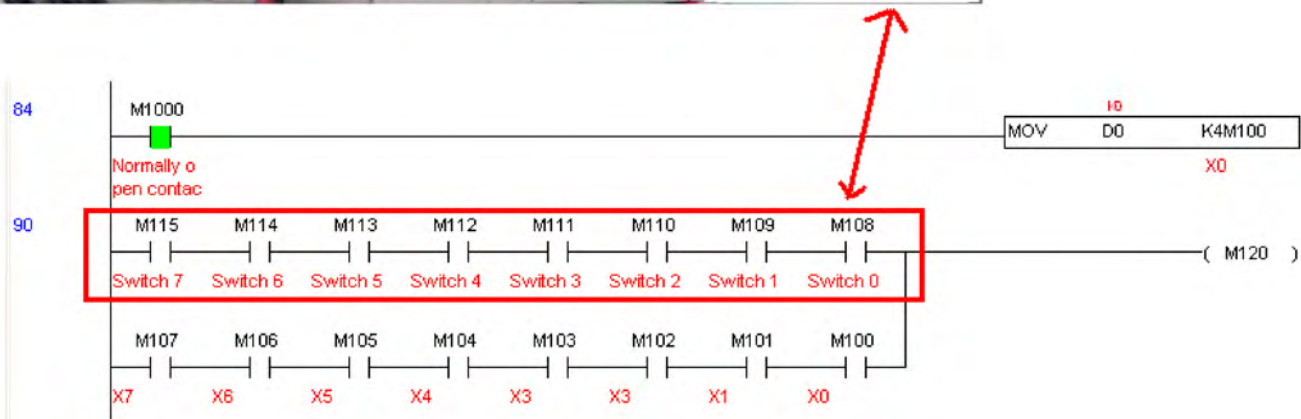 84 M1000 H0
MOV D0 K4M100
Normally o X0
pen contac
90 M115 M114 M113 M112 M111 M110 M109 M108
( M120 )
Switch 7 Switch 6 Switch 5 Switch 4 Switch 3 Switch 2 Switch 1 Switch 0
M107 M106 M105 M104 M103 M102 M101 M100
X7 X6 X5 X4 X3 X3 X1 X0